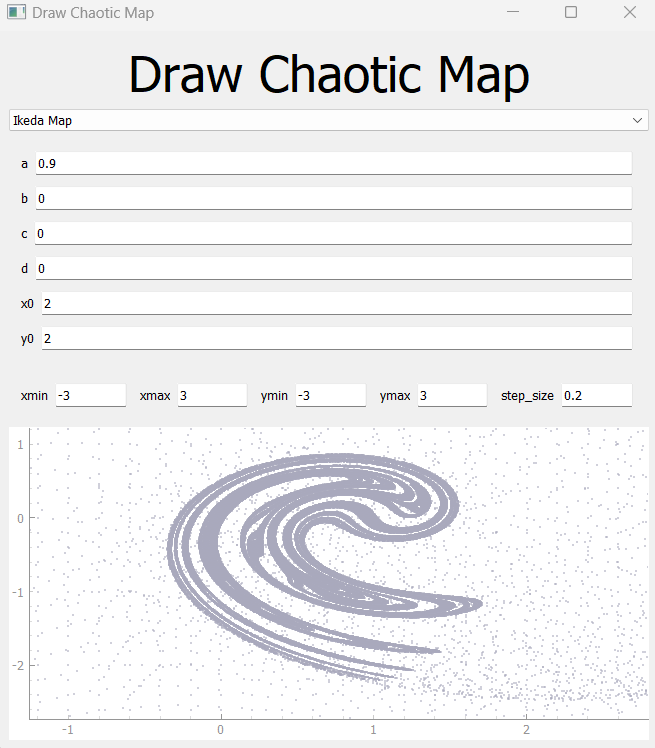 Draw Chaotic Map
Draw Chaotic Map
Ikeda Map
a 0.9
b 0
c 0
d 0
x0 2
y0 2
xmin -3 xmax 3 ymin -3 ymax 3 step_size 0.2
1
0
-1
-2
-1 0 1 2